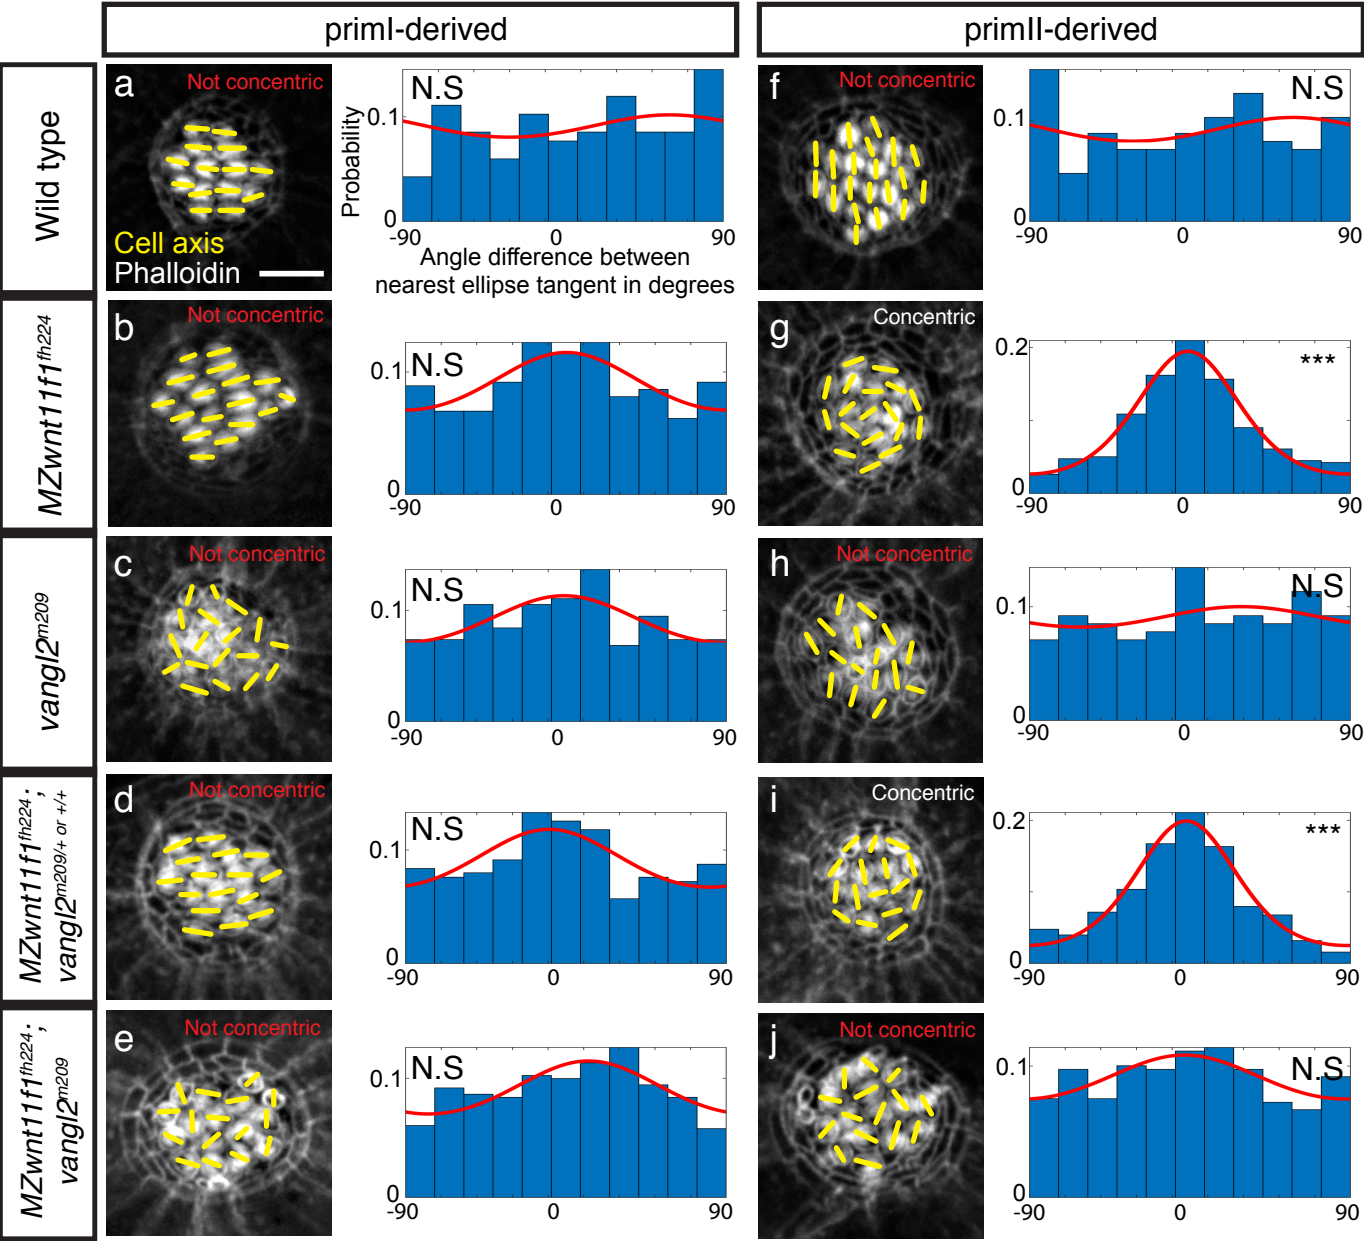 primI-derived
primII-derived
Wild type
a
Not concentric
Cell axis
Phalloidin
N.S
Probability
0.1
0
-90
0
90
Angle difference between
nearest ellipse tangent in degrees
f
Not concentric
N.S
0.1
0
-90
0
90
MZwnt11f1fh224
b
Not concentric
N.S
0.1
0
-90
0
90
g
Concentric
0.2
0
***
-90
0
90
vangl2m209
c
Not concentric
N.S
0.1
0
-90
0
90
h
Not concentric
N.S
0.1
0
-90
0
90
MZwnt11f1fh224;
vangl2m209/+ or +/+
d
Not concentric
N.S
0.1
0
-90
0
90
i
Concentric
0.2
0
***
-90
0
90
MZwnt11f1fh224;
vangl2m209
e
Not concentric
N.S
0.1
0
-90
0
90
j
Not concentric
N.S
0.1
0
-90
0
90